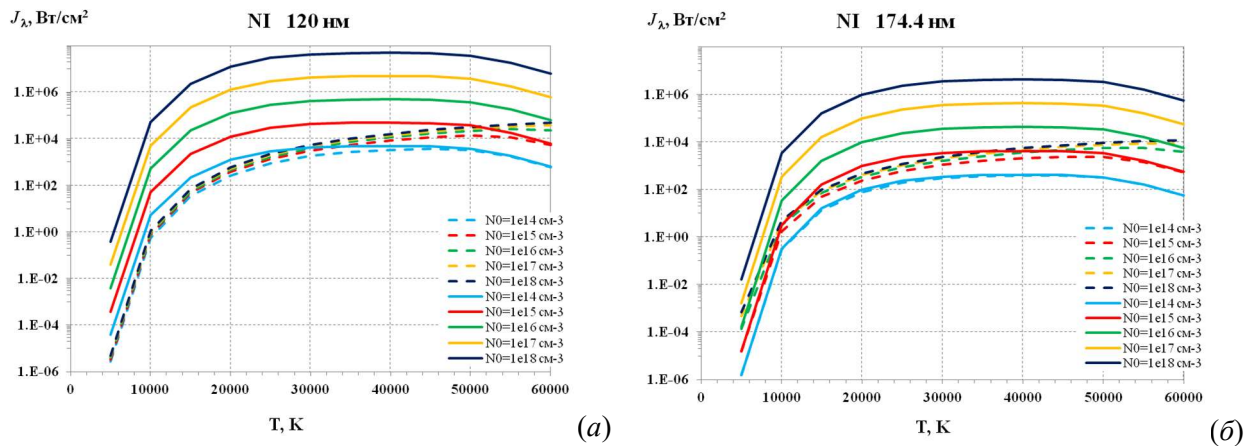 J_λ, Вт/см²
NI 120 нм
1.E+06
1.E+04
1.E+02
1.E+00
1.E-02
1.E-04
1.E-06
N0=1e14 см-3
N0=1e15 см-3
N0=1e16 см-3
N0=1e17 см-3
N0=1e18 см-3
N0=1e14 см-3
N0=1e15 см-3
N0=1e16 см-3
N0=1e17 см-3
N0=1e18 см-3
0 10000 20000 30000 40000 50000 60000
T, K
(а)
J_λ, Вт/см²
NI 174.4 нм
1.E+06
1.E+04
1.E+02
1.E+00
1.E-02
1.E-04
1.E-06
N0=1e14 см-3
N0=1e15 см-3
N0=1e16 см-3
N0=1e17 см-3
N0=1e18 см-3
N0=1e14 см-3
N0=1e15 см-3
N0=1e16 см-3
N0=1e17 см-3
N0=1e18 см-3
0 10000 20000 30000 40000 50000 60000
T, K
(б)